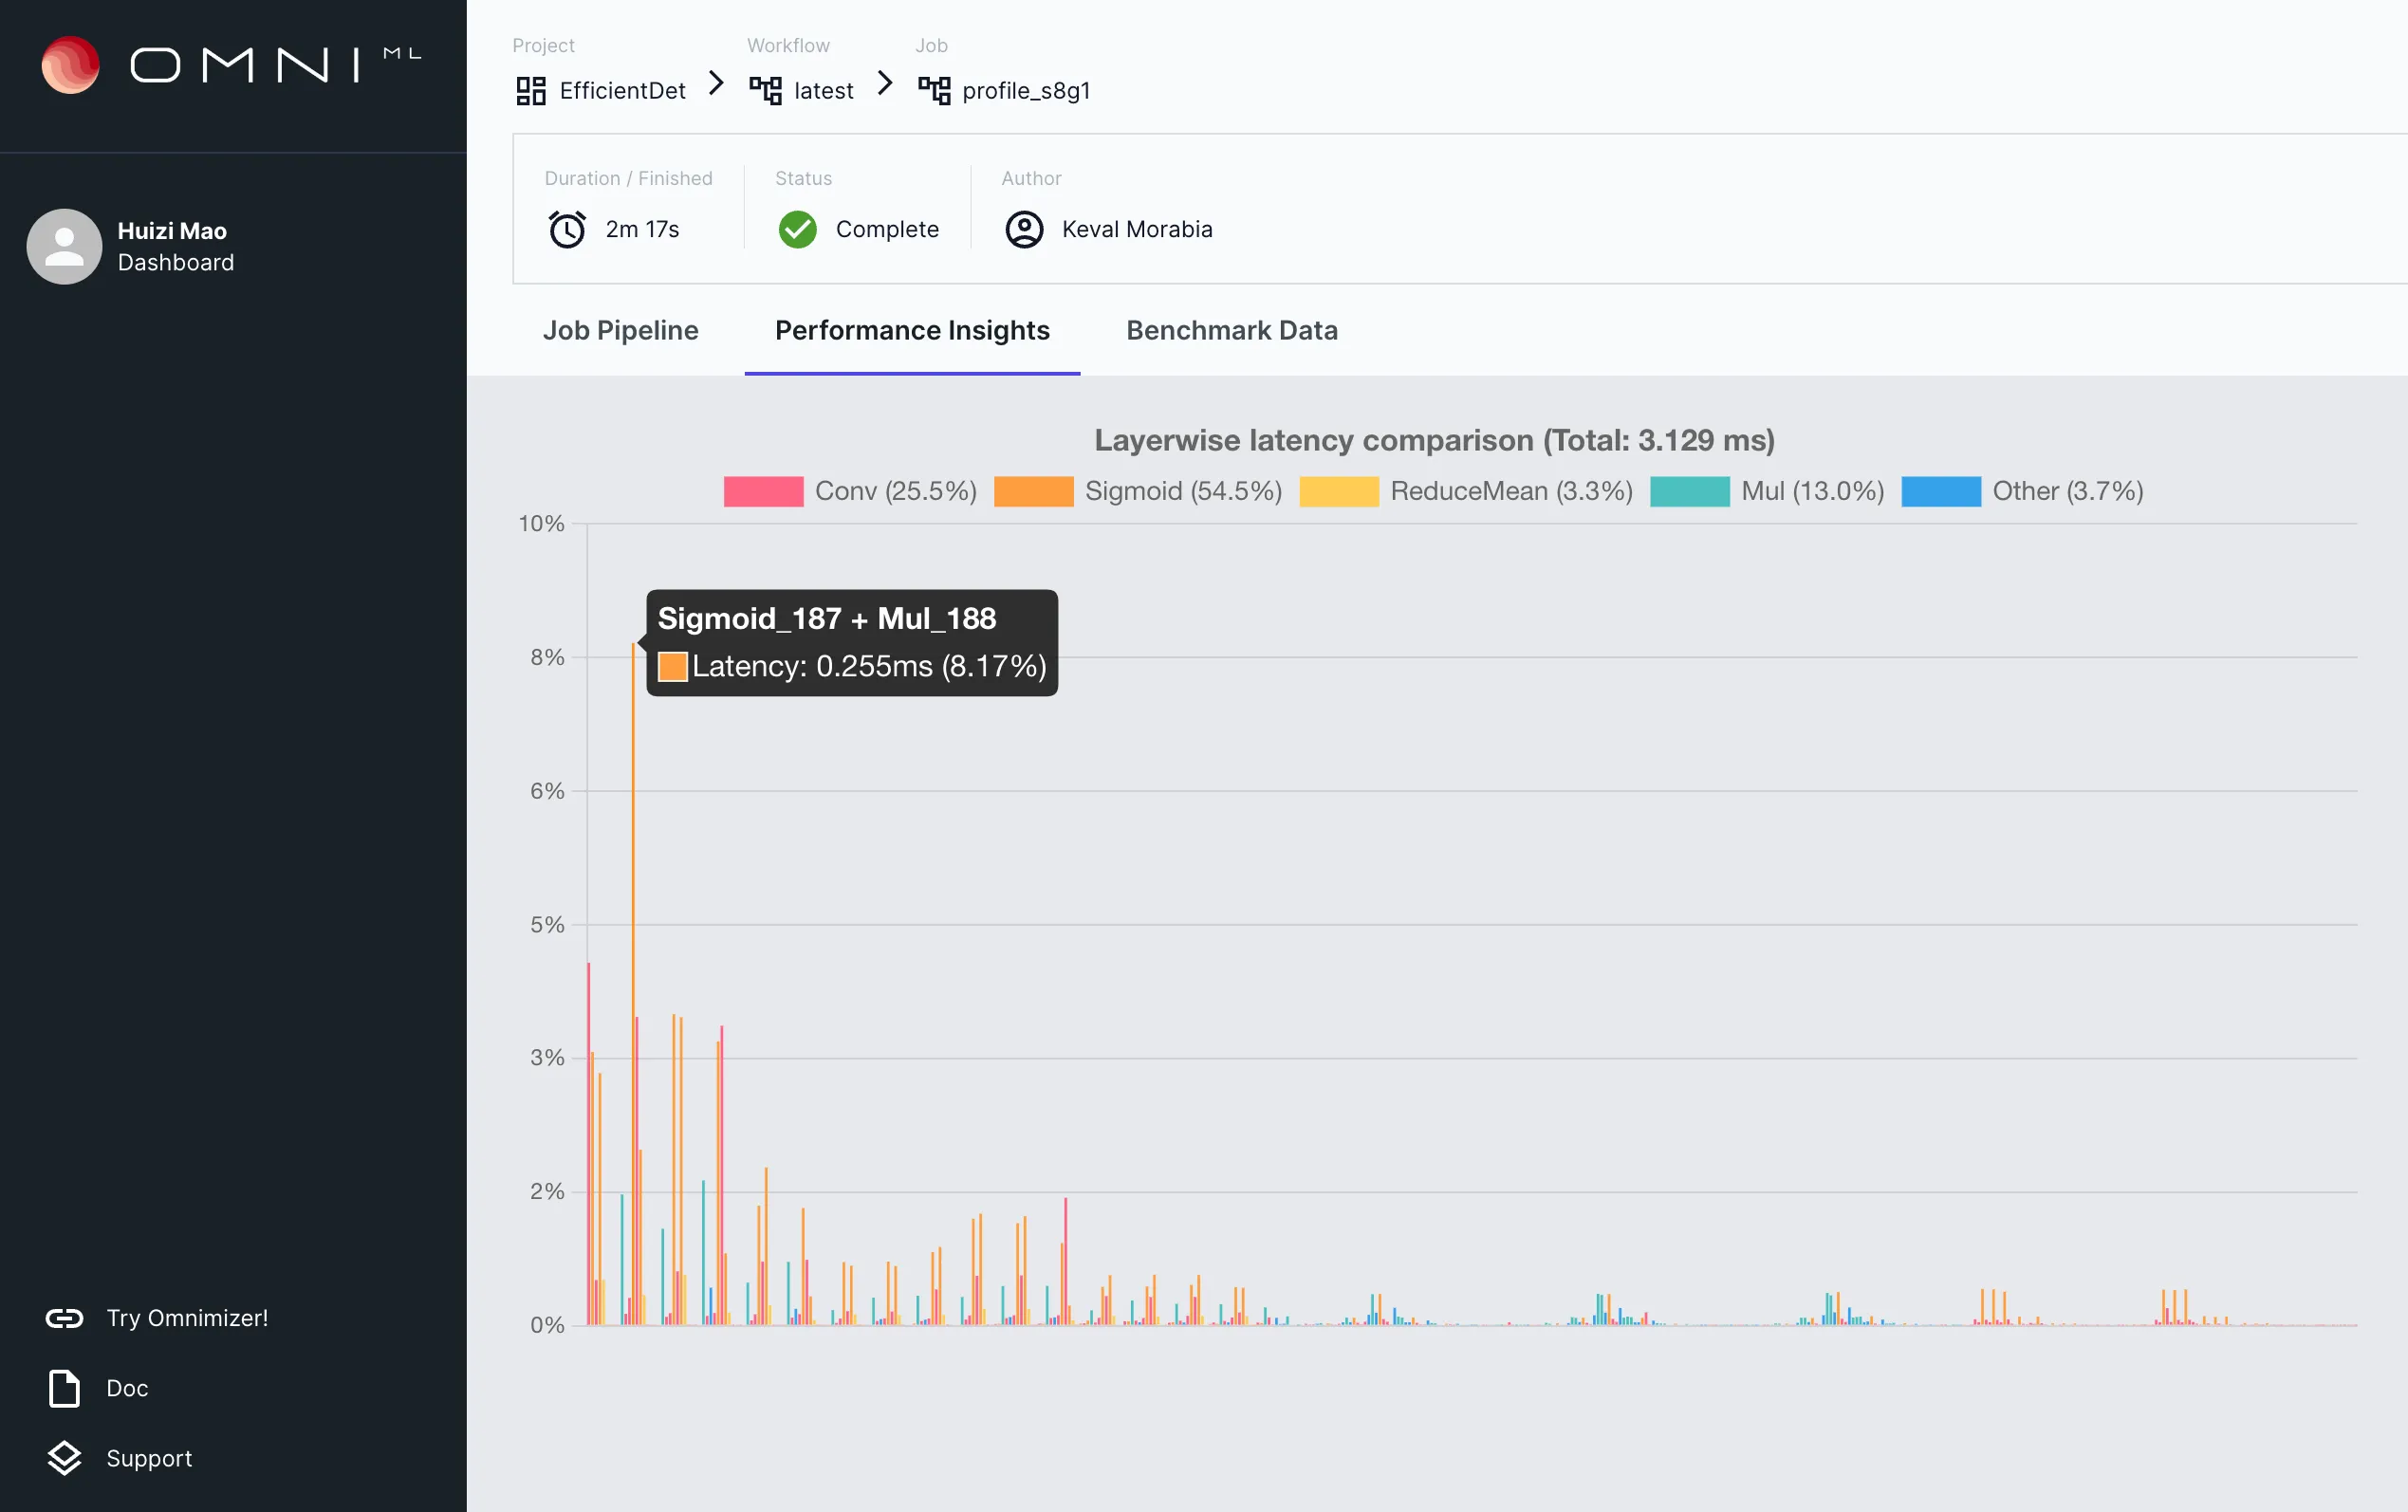 OMNI ML
Huizi Mao
Dashboard
Try Omnimizer!
Doc
Support
Project Workflow Job
EfficientDet latest profile_s8g1
Duration / Finished Status Author
2m 17s Complete Keval Morabia
Job Pipeline Performance Insights Benchmark Data
Layerwise latency comparison (Total: 3.129 ms)
Conv (25.5%) Sigmoid (54.5%) ReduceMean (3.3%) Mul (13.0%) Other (3.7%)
10%
Sigmoid_187 + Mul_188
8%
Latency: 0.255ms (8.17%)
6%
5%
3%
2%
0%